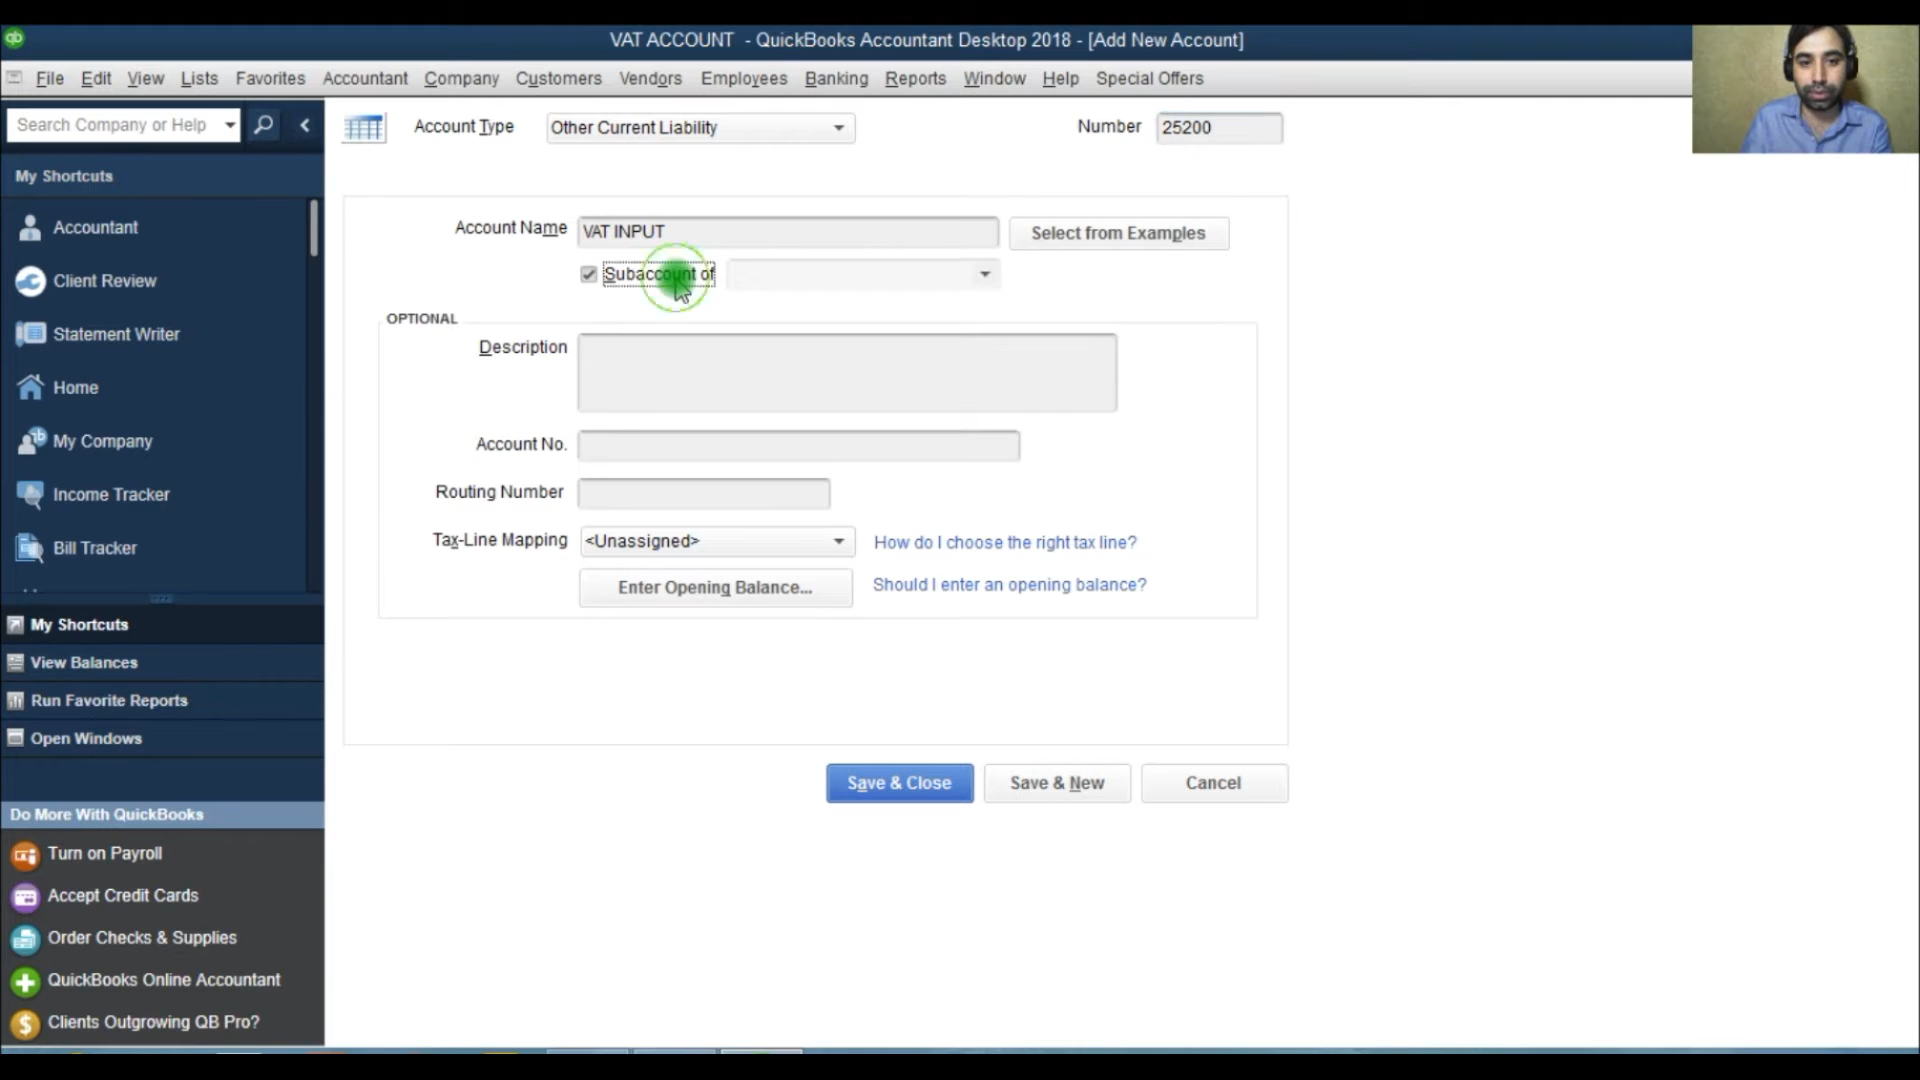 qb
VAT ACCOUNT - QuickBooks Accountant Desktop 2018 - [Add New Account]
File Edit View Lists Favorites Accountant Company Customers Vendors Employees Banking Reports Window Help Special Offers
Search Company or Help
Account Type Other Current Liability Number 25200
My Shortcuts
Accountant
Client Review
Statement Writer
Home
My Company
Income Tracker
Bill Tracker
My Shortcuts
View Balances
Run Favorite Reports
Open Windows
Do More With QuickBooks
Turn on Payroll
Accept Credit Cards
Order Checks & Supplies
QuickBooks Online Accountant
Clients Outgrowing QB Pro?
Account Name VAT INPUT Select from Examples
Subaccount of
OPTIONAL
Description
Account No.
Routing Number
Tax-Line Mapping <Unassigned> How do I choose the right tax line?
Enter Opening Balance... Should I enter an opening balance?
Save & Close Save & New Cancel